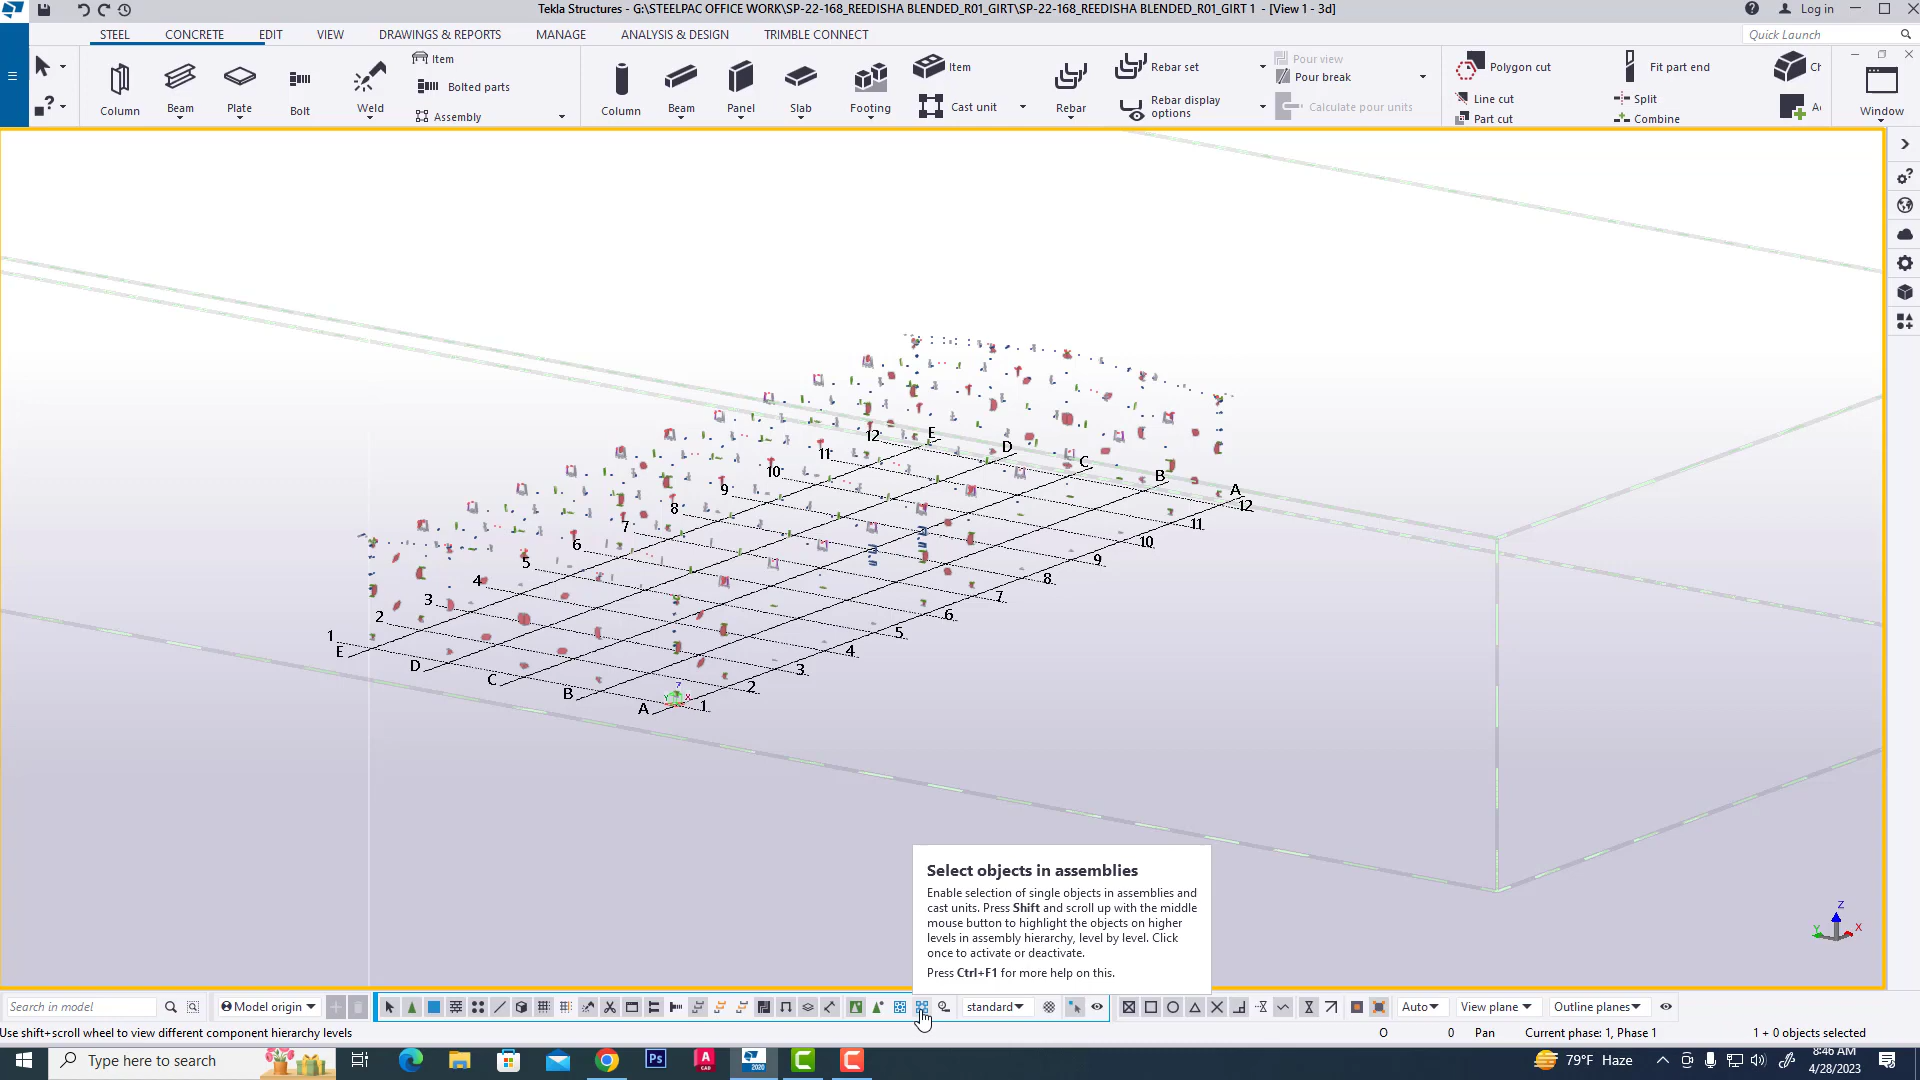 Tekla Structures - G:\STEELPAC OFFICE WORK\SP-22-168_REEDISHA BLENDED_R01_GIRT\SP-22-168_REEDISHA BLENDED_R01_GIRT 1 - [View 1 - 3d]
Log in
STEEL CONCRETE EDIT VIEW DRAWINGS & REPORTS MANAGE ANALYSIS & DESIGN TRIMBLE CONNECT
Quick Launch
Item
Bolted parts
Assembly
Column Beam Plate Bolt Weld
Column Beam Panel Slab Footing
Item
Cast unit
Rebar
Rebar set
Rebar display
options
Pour view
Pour break
Calculate pour units
Polygon cut
Line cut
Part cut
Fit part end
Split
Combine
Window
12 E
11 D
10 C
9 B
8 A
7 12
6 11
5 10
4 9
3 8
2 7
1 6
E 5
D 4
C 3
B 2
A 1
Z
Y X
Select objects in assemblies
Enable selection of single objects in assemblies and
cast units. Press Shift and scroll up with the middle
mouse button to highlight the objects on higher
levels in assembly hierarchy, level by level. Click
once to activate or deactivate.
Press Ctrl+F1 for more help on this.
Z
Y X
Search in model
Model origin
standard
Auto
View plane
Outline planes
Use shift+scroll wheel to view different component hierarchy levels
O 0 Pan Current phase: 1, Phase 1 1 + 0 objects selected
Type here to search
79°F Haze
8:46 AM
4/28/2023